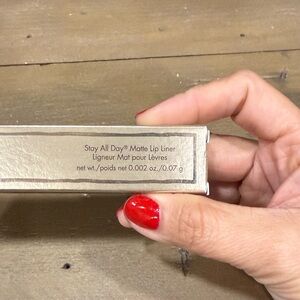 Stay All Day® Matte Lip Liner
Ligneur Mat pour Lèvres
net wt./poids net 0.002 oz./0.07 g